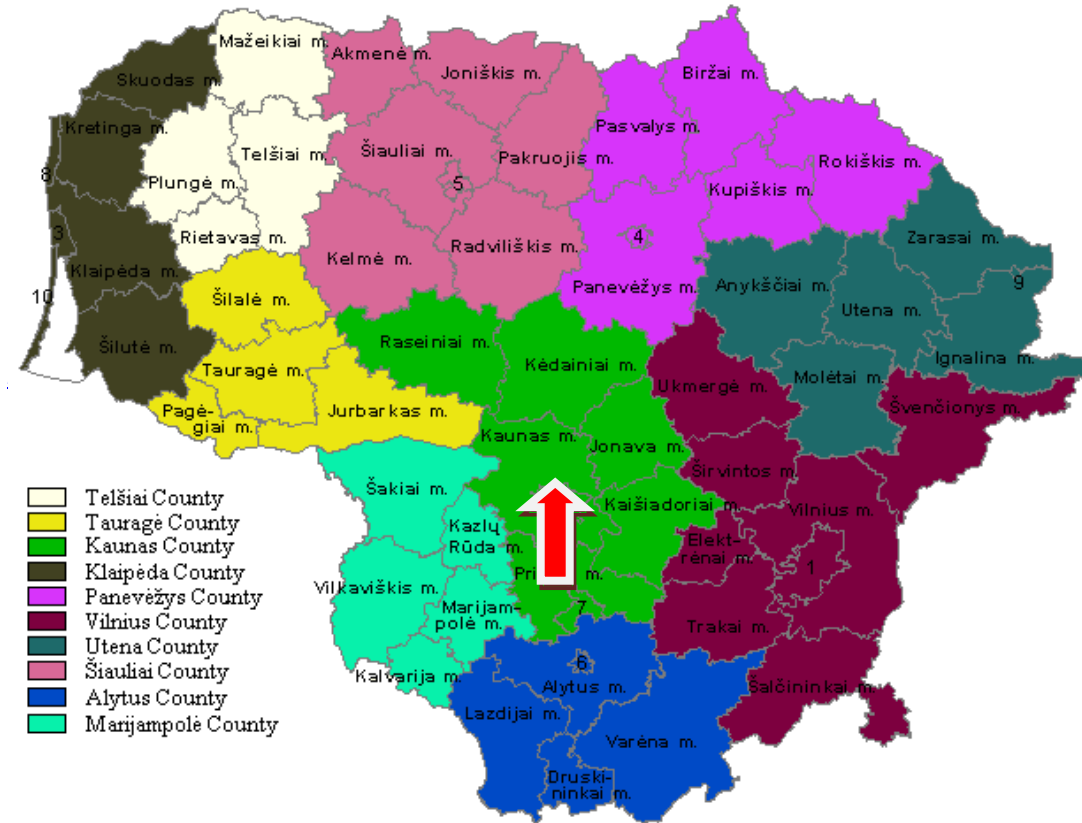 Mažeikiai m.
Akmenė m.
Joniškis m.
Biržai m.
Skuodas m.
Kretinga m.
Pasvalys m.
Telšiai m.
Šiauliai m.
Pakruojis m.
Rokiškis m.
8
Plungė m.
5
Kupiškis m.
3
Rietavas m.
Radviliškis m.
4
Zarasai m.
Kelmė m.
Klaipėda m.
10
Šilalė m.
Panevėžys m.
Anykščiai m.
9
Utena m.
Šilutė m.
Raseiniai m.
Kėdainiai m.
Ignalina m.
Tauragė m.
Ukmergė m.
Molėtai m.
Pagė-
giai m.
Jurbarkas m.
Švenčionys m.
Kaunas m.
Jonava m.
Širvintos m.
Šakiai m.
Kaišiadoriai m.
Vilnius m.
Kazlų
Rūda m.
Elekt-
rėnai m.
1
Vilkaviškis m.
Marijam-
polė m.
7
Trakai m.
Kalvarija m.
6
Alytus m.
Šalčininkai m.
Lazdijai m.
Varėna m.
Druski-
ninkai m.
Telšiai County
Tauragė County
Kaunas County
Klaipėda County
Panevėžys County
Vilnius County
Utena County
Šiauliai County
Alytus County
Marijampolė County